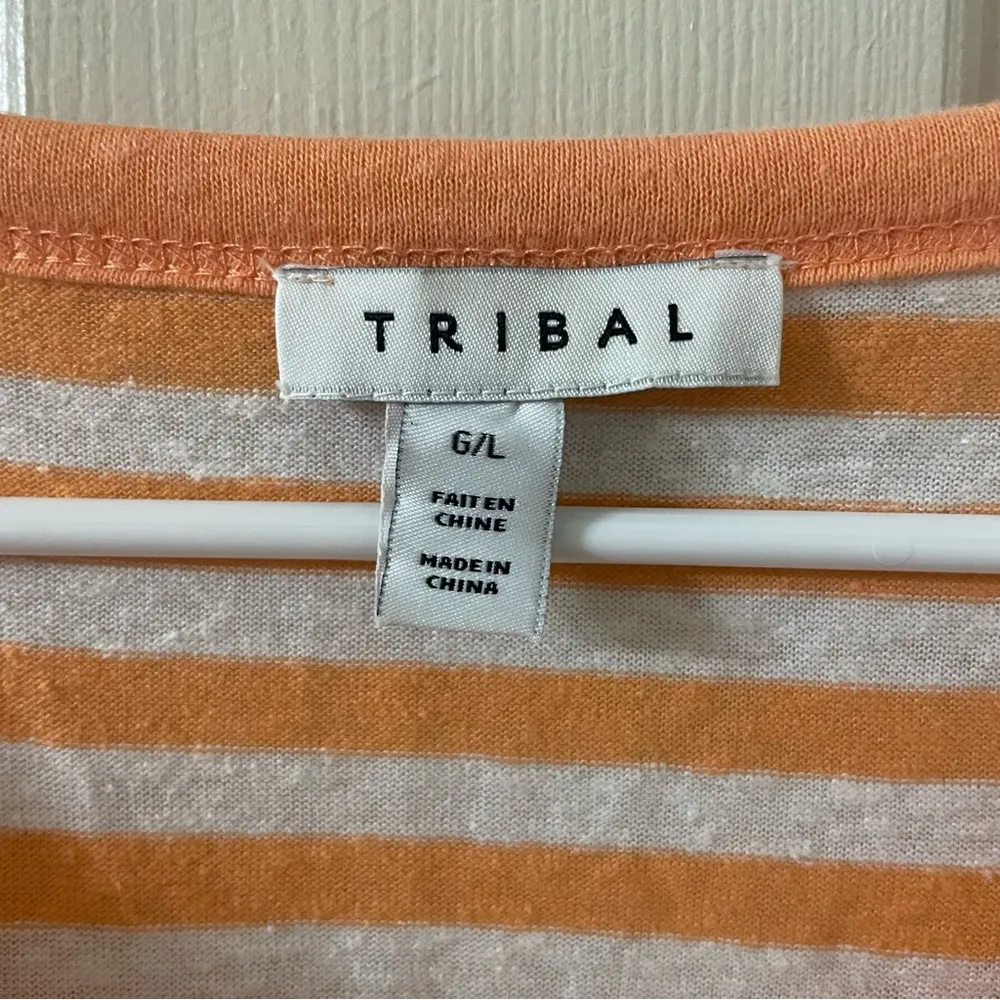 TRIBAL
G/L
FAIT EN
CHINE
MADE IN
CHINA